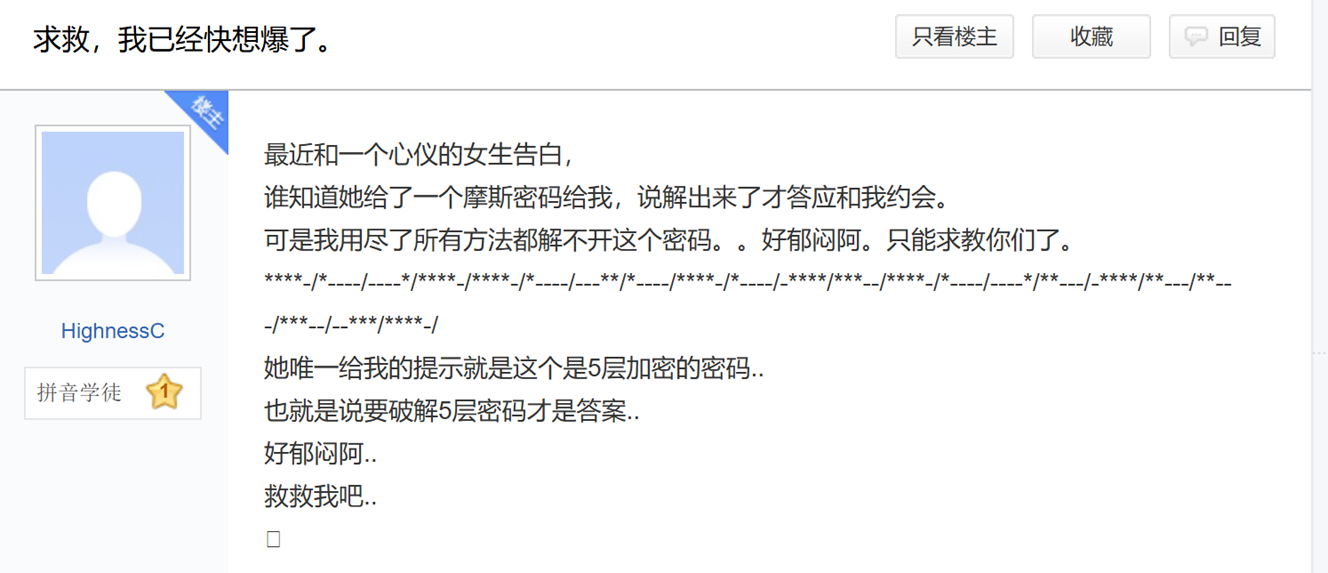 求救，我已经快想爆了。
只看楼主
收藏
回复
楼主
最近和一个心仪的女生告白，
谁知道她给了一个摩斯密码给我，说解出来了才答应和我约会。
可是我用尽了所有方法都解不开这个密码。。好郁闷阿。只能求教你们了。
****-/*----/----*/****-/****-/*----/---**/*----/****-/*----/-****/***--/****-/*----/----*/**---/-****/**---/**--
-/***--/--***/****-/
她唯一给我的提示就是这个是5层加密的密码..
也就是说要破解5层密码才是答案..
好郁闷阿..
救救我吧..
HighnessC
拼音学徒 1